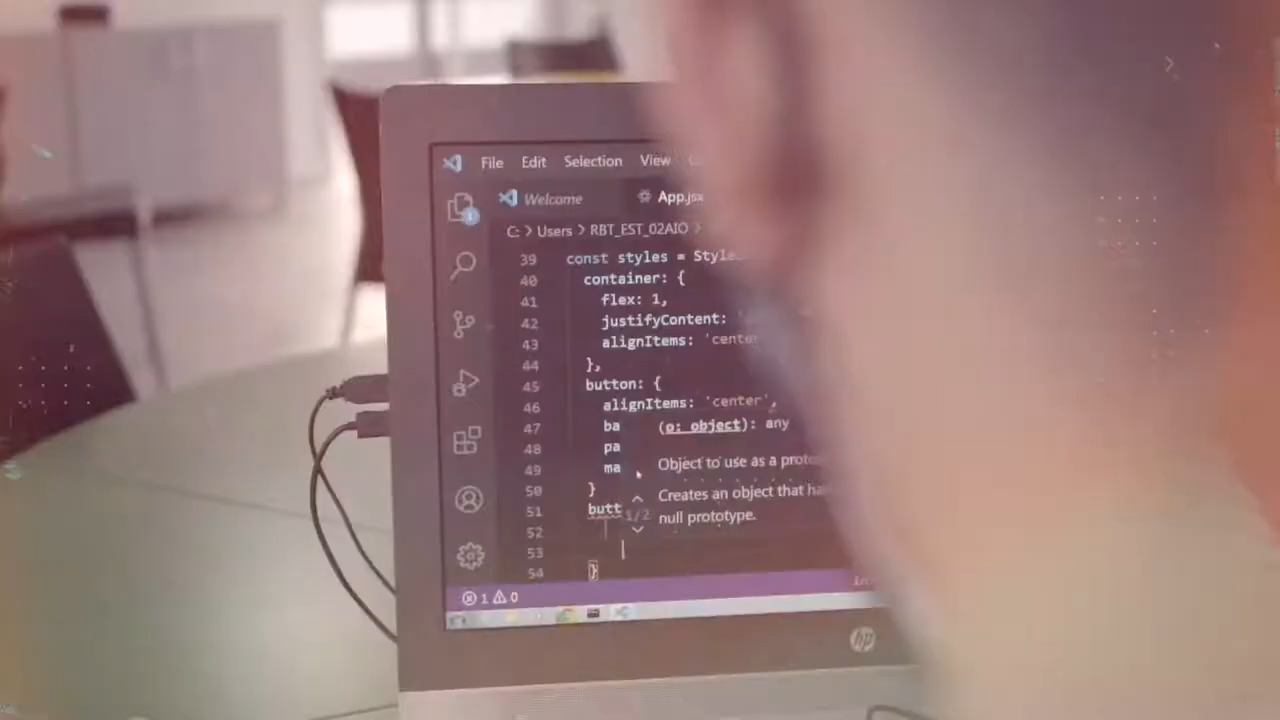 File Edit Selection View
Welcome App.jsx
C: > Users > RBT_EST_02AIO >
39 const styles = Style
40 container: {
41 flex: 1,
42 justifyContent:
43 alignItems: 'cente
44 },
45 button: {
46 alignItems: 'center',
47 ba (o: object): any
48 pa
49 ma Object to use as a proto
50 } Creates an object that ha
51 butt 1/2 null prototype.
52
53
54 }
1 0
hp